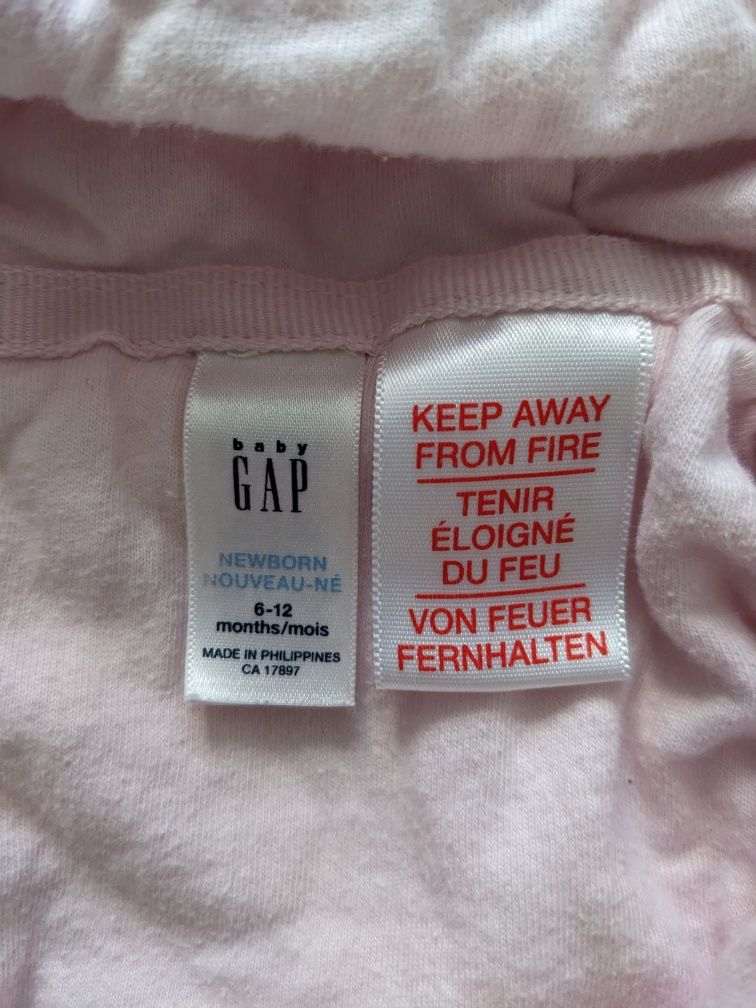 baby
GAP
NEWBORN
NOUVEAU-NÉ
6-12
months/mois
MADE IN PHILIPPINES
CA 17897
KEEP AWAY
FROM FIRE
TENIR
ÉLOIGNÉ
DU FEU
VON FEUER
FERNHALTEN